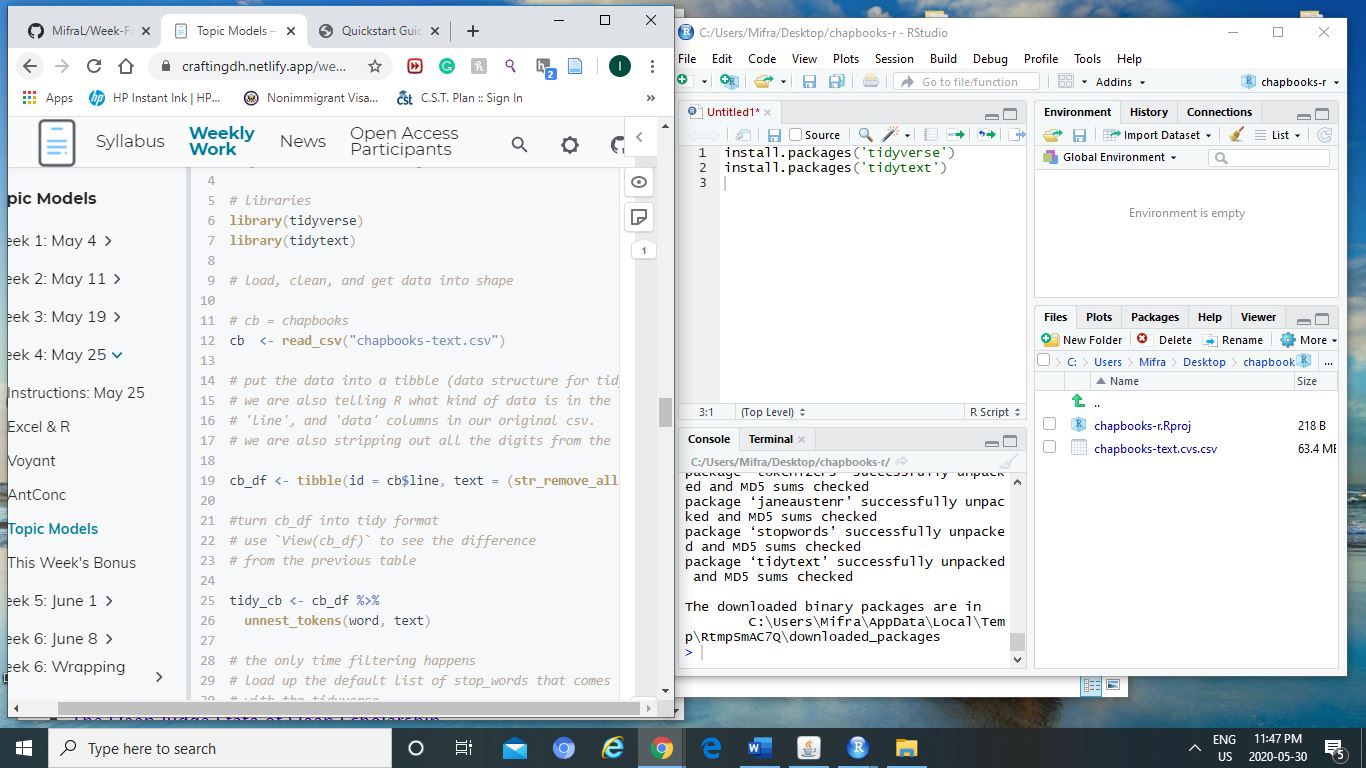 MifraL/Week-Fo
Topic Models –
Quickstart Guid
craftingdh.netlify.app/we...
2
I
Apps
HP Instant Ink | HP...
Nonimmigrant Visa...
C.S.T. Plan :: Sign In
»
Syllabus
Weekly
Work
News
Open Access
Participants
pic Models
eek 1: May 4
eek 2: May 11
eek 3: May 19
eek 4: May 25
Instructions: May 25
Excel & R
Voyant
AntConc
Topic Models
This Week's Bonus
eek 5: June 1
eek 6: June 8
eek 6: Wrapping
1
4
5 # libraries
6 library(tidyverse)
7 library(tidytext)
8
9 # load, clean, and get data into shape
10
11 # cb = chapbooks
12 cb <- read_csv("chapbooks-text.csv")
13
14 # put the data into a tibble (data structure for tid
15 # we are also telling R what kind of data is in the
16 # 'line', and 'data' columns in our original csv.
17 # we are also stripping out all the digits from the
18
19 cb_df <- tibble(id = cb$line, text = (str_remove_all
20
21 #turn cb_df into tidy format
22 # use `View(cb_df)` to see the difference
23 # from the previous table
24
25 tidy_cb <- cb_df %>%
26 unnest_tokens(word, text)
27
28 # the only time filtering happens
29 # load up the default list of stop_words that comes
C:/Users/Mifra/Desktop/chapbooks-r - RStudio
File Edit Code View Plots Session Build Debug Profile Tools Help
Go to file/function
Addins
chapbooks-r
Untitled1*
Source
1 install.packages('tidyverse')
2 install.packages('tidytext')
3
3:1 (Top Level) R Script
Console Terminal
C:/Users/Mifra/Desktop/chapbooks-r/
package ‘tokenizers’ successfully unpack
ed and MD5 sums checked
package ‘janeaustenr’ successfully unpac
ked and MD5 sums checked
package ‘stopwords’ successfully unpacke
d and MD5 sums checked
package ‘tidytext’ successfully unpacked
and MD5 sums checked
The downloaded binary packages are in
C:\Users\Mifra\AppData\Local\Tem
p\RtmpSmAC7Q\downloaded_packages
>
Environment History Connections
Import Dataset
List
Global Environment
Environment is empty
Files Plots Packages Help Viewer
New Folder Delete Rename More
C: Users Mifra Desktop chapbook ...
Name Size
..
chapbooks-r.Rproj 218 B
chapbooks-text.cvs.csv 63.4 ME
Type here to search
ENG
US
11:47 PM
2020-05-30
5